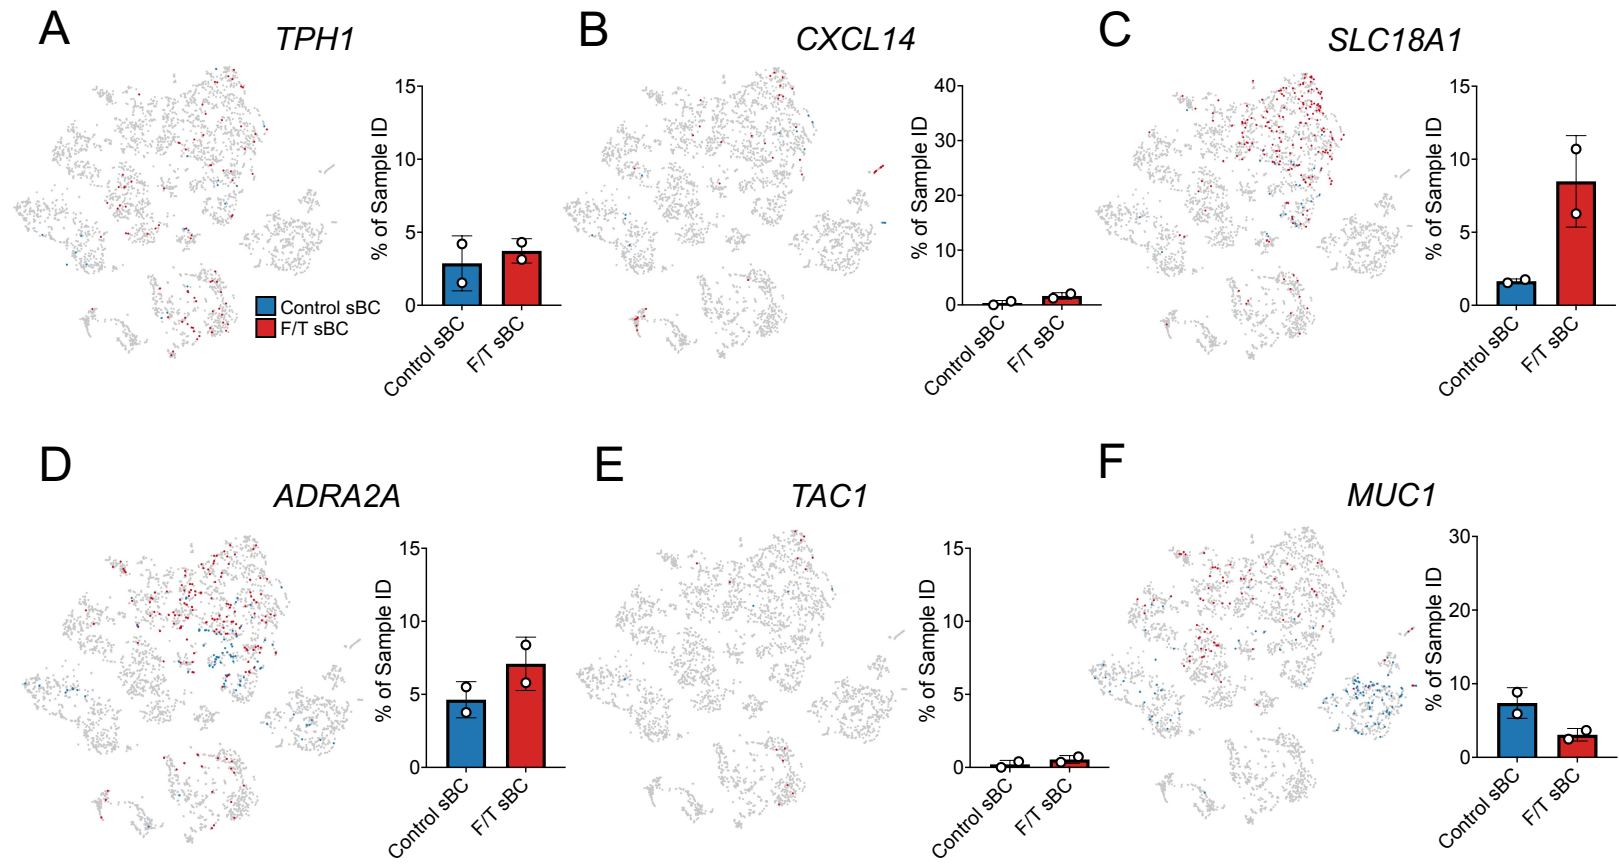 A
TPH1
% of Sample ID
15
10
5
0
Control sBC
F/T sBC
Control sBC
F/T sBC
B
CXCL14
% of Sample ID
40
30
20
10
0
Control sBC
F/T sBC
C
SLC18A1
% of Sample ID
15
10
5
0
Control sBC
F/T sBC
D
ADRA2A
% of Sample ID
15
10
5
0
Control sBC
F/T sBC
E
TAC1
% of Sample ID
15
10
5
0
Control sBC
F/T sBC
F
MUC1
% of Sample ID
30
20
10
0
Control sBC
F/T sBC